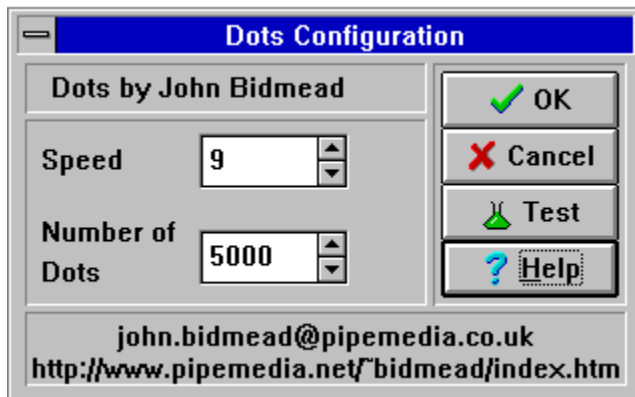 Dots Configuration
Dots by John Bidmead
Speed
9
Number of
Dots
5000
OK
Cancel
Test
Help
john.bidmead@pipemedia.co.uk
http://www.pipemedia.net/~bidmead/index.htm